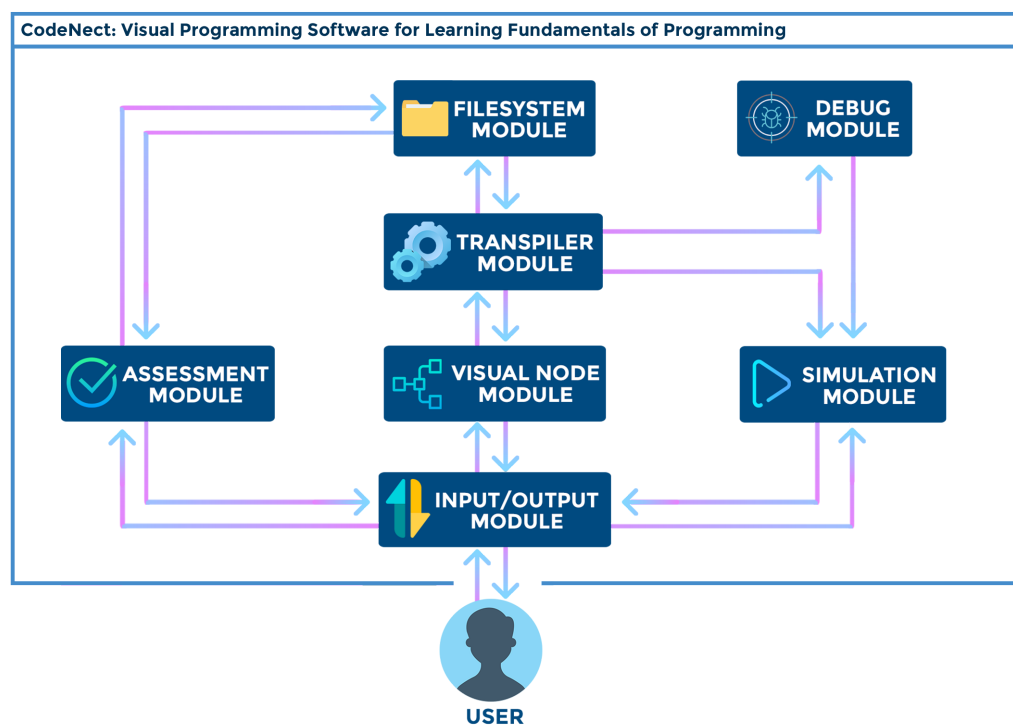 CodeNect: Visual Programming Software for Learning Fundamentals of Programming
FILESYSTEM
MODULE
DEBUG
MODULE
TRANSPILER
MODULE
ASSESSMENT
MODULE
VISUAL NODE
MODULE
SIMULATION
MODULE
INPUT/OUTPUT
MODULE
USER